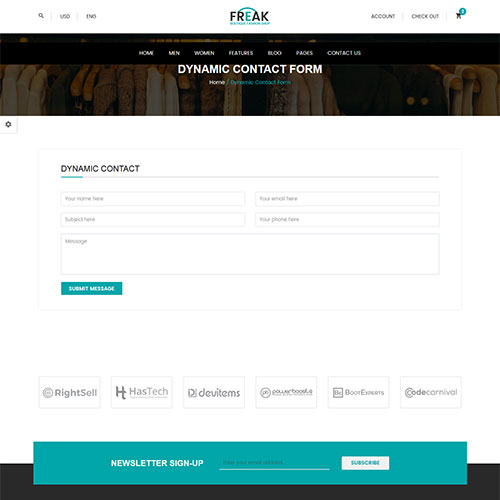 USD ENG FREAK ACCOUNT CHECK OUT 0
BOUTIQUE FASHION SHOP
HOME MEN WOMEN FEATURES BLOG PAGES CONTACT US
DYNAMIC CONTACT FORM
Home / Dynamic Contact Form
DYNAMIC CONTACT
Your name here Your email here
Subject here Your phone here
Message
SUBMIT MESSAGE
RightSell HasTech devitems powerboosts BootExperts Codecarnival
NEWSLETTER SIGN-UP Enter your email address SUBSCRIBE